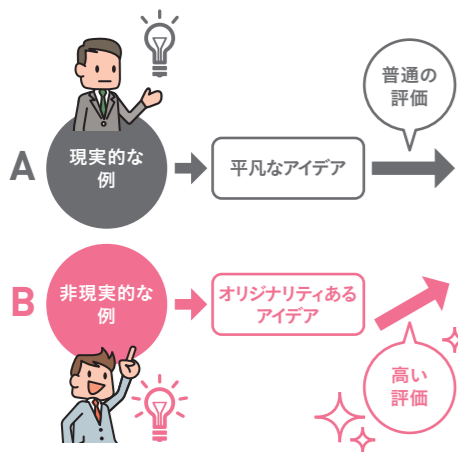 普通の
評価
A
現実的な
例
平凡なアイデア
B
非現実的な
例
オリジナリティある
アイデア
高い
評価